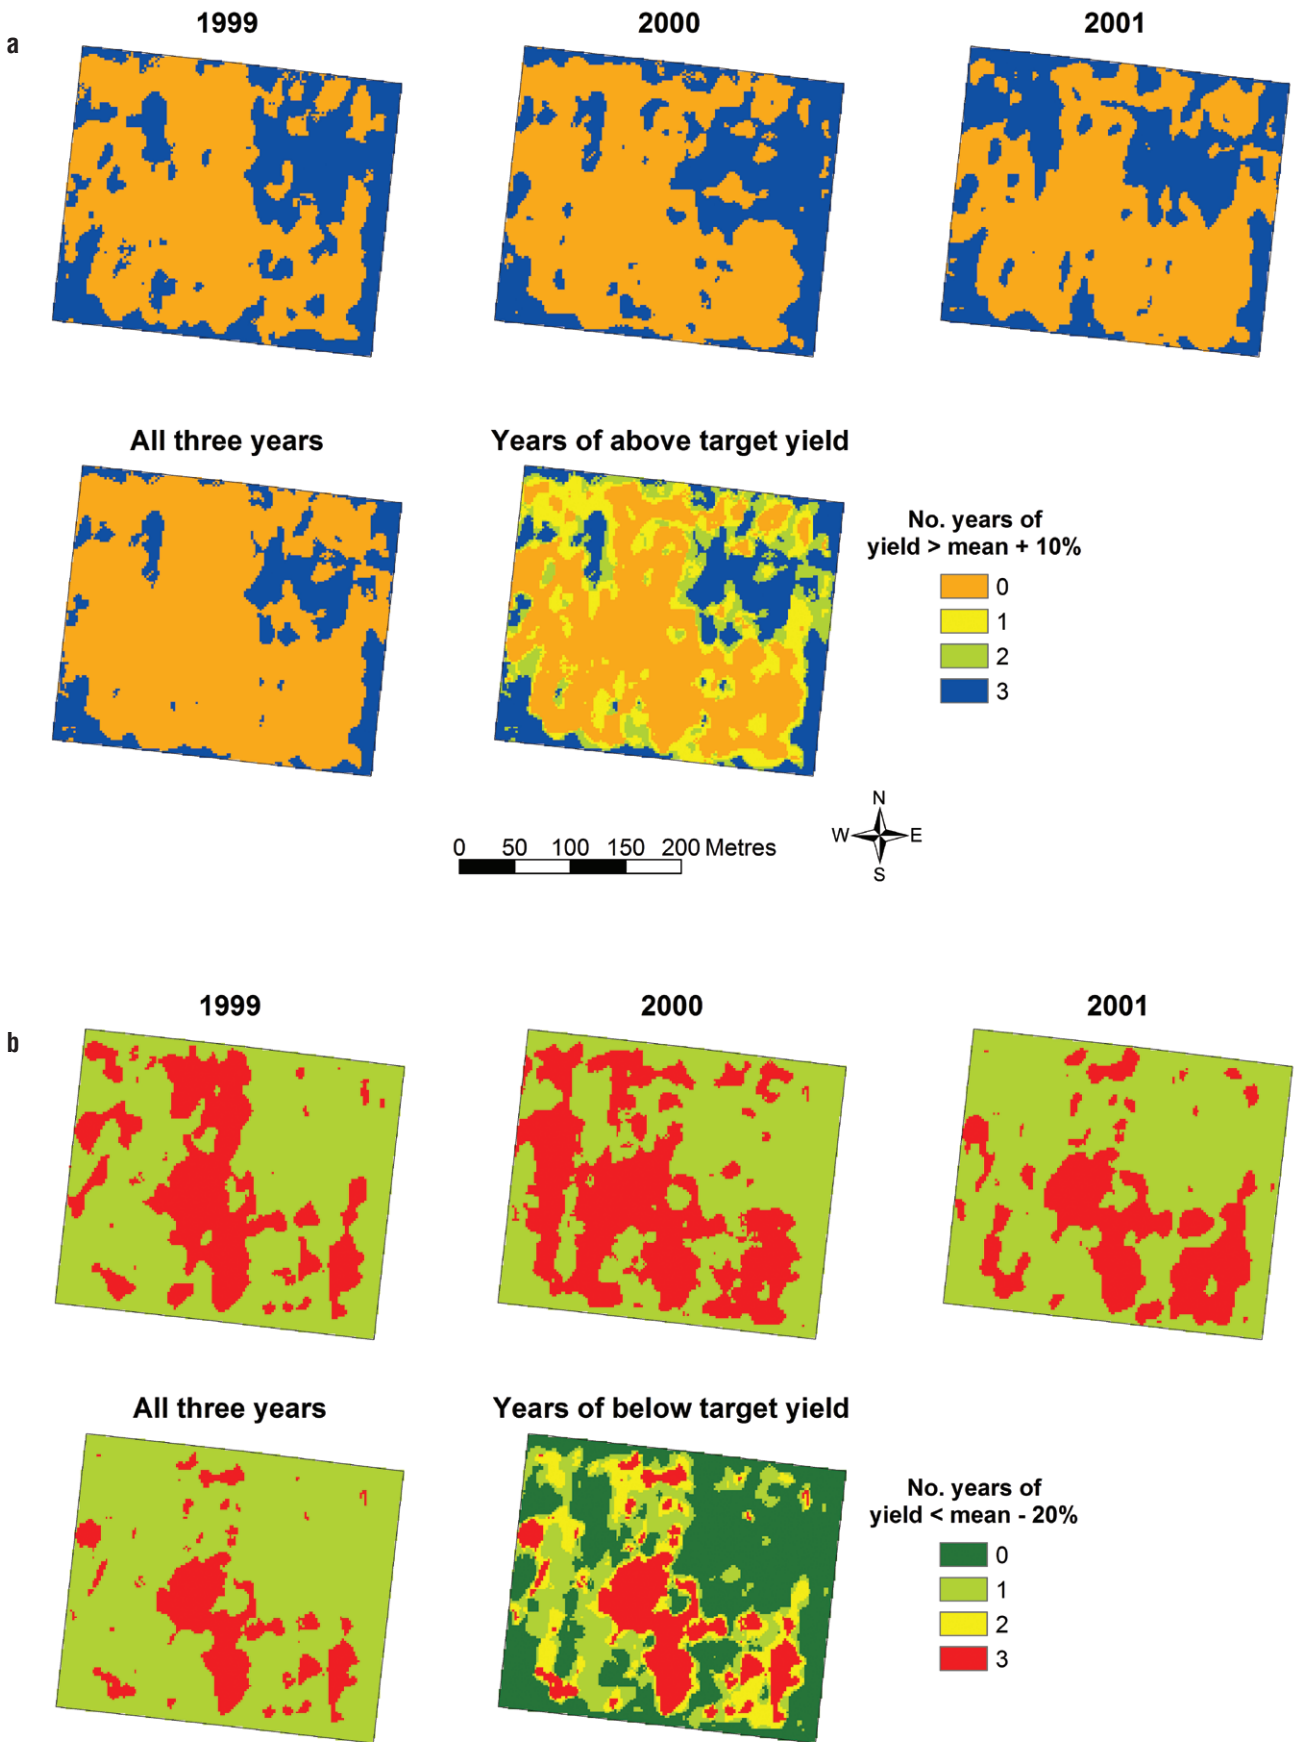 a
1999
2000
2001
All three years
Years of above target yield
No. years of
yield > mean + 10%
0
1
2
3
0 50 100 150 200 Metres
N
W E
S
b
1999
2000
2001
All three years
Years of below target yield
No. years of
yield < mean - 20%
0
1
2
3